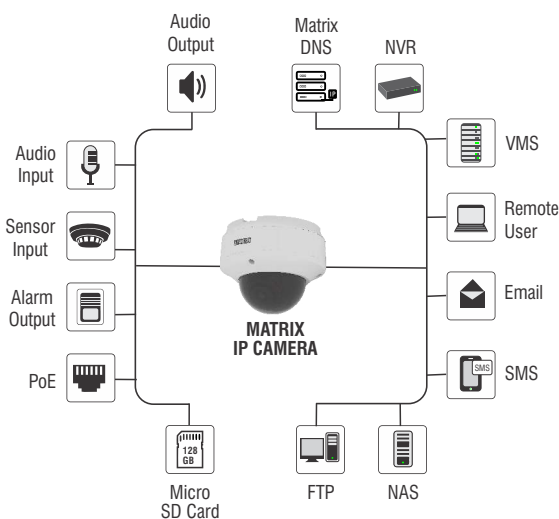 Audio
Output
Matrix
DNS
NVR
VMS
Audio
Input
Remote
User
Sensor
Input
MATRIX
IP CAMERA
Alarm
Output
Email
PoE
SMS
SMS
128
GB
Micro
SD Card
FTP
NAS